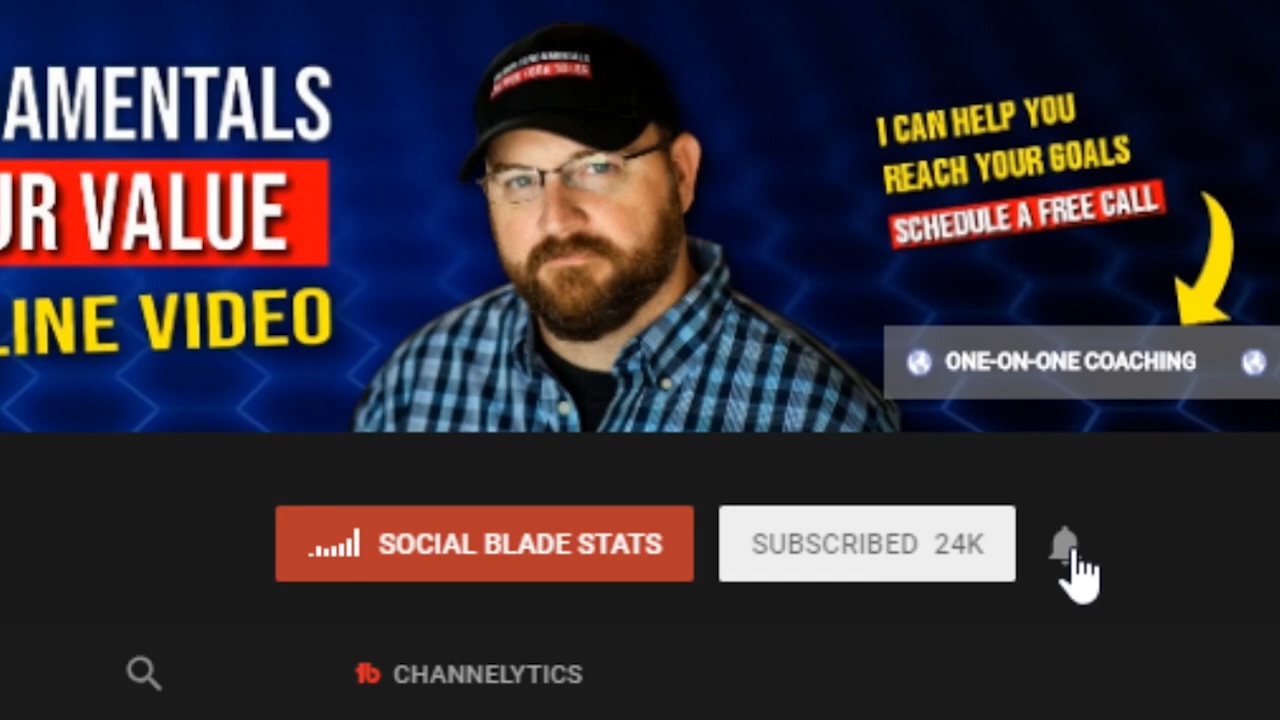 AMENTALS
UR VALUE
LINE VIDEO
I CAN HELP YOU
REACH YOUR GOALS
SCHEDULE A FREE CALL
ONE-ON-ONE COACHING
SOCIAL BLADE STATS
SUBSCRIBED 24K
tb CHANNELYTICS